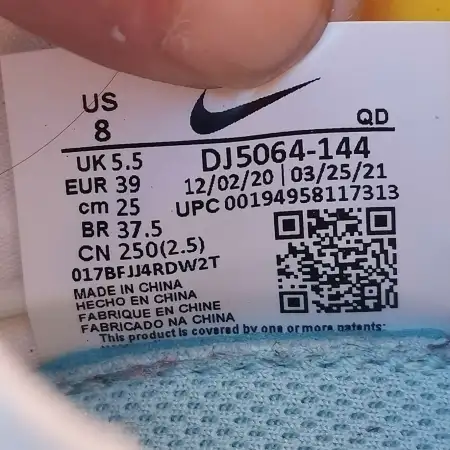 US
8
QD
UK 5.5
DJ5064-144
EUR 39
12/02/20 | 03/25/21
cm 25
UPC 00194958117313
BR 37.5
CN 250(2.5)
017BFJJ4RDW2T
MADE IN CHINA
HECHO EN CHINA
FABRIQUE EN CHINE
FABRICADO NA CHINA
This product is covered by one or more patents: